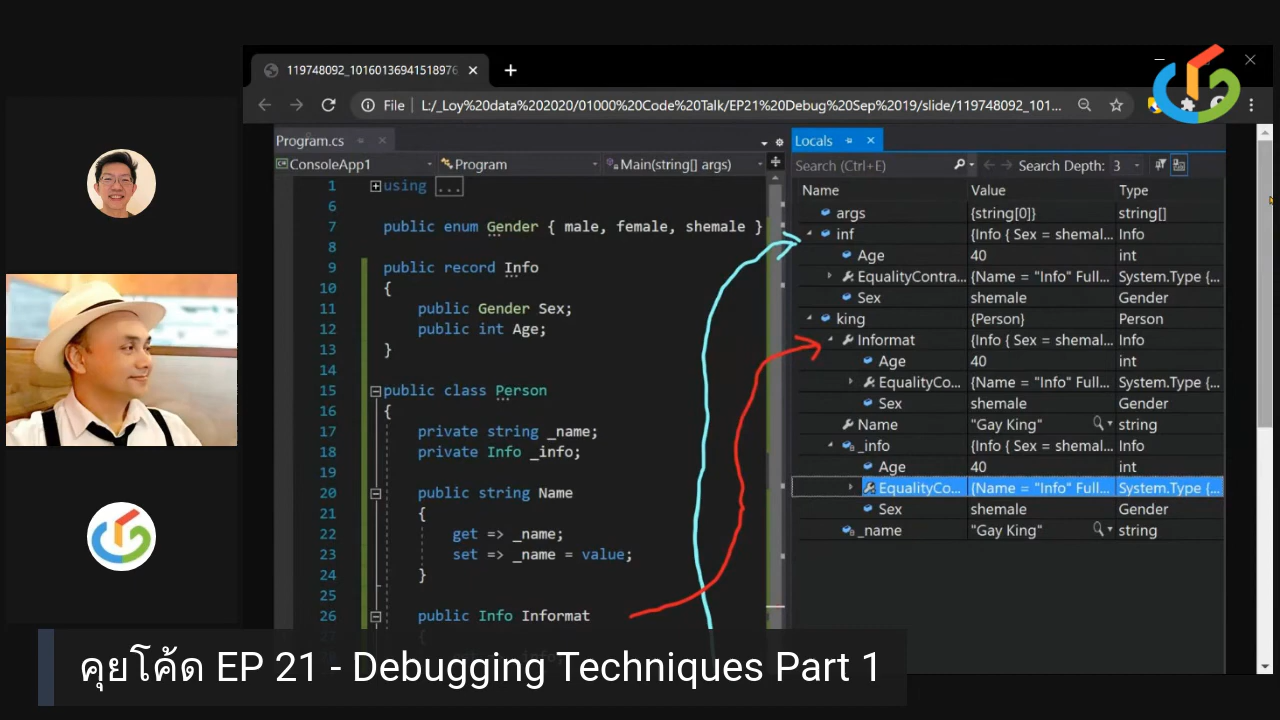 119748092_10160136941518976
File
L:/_Loy%20data%202020/01000%20Code%20Talk/EP21%20Debug%20Sep%2019/slide/119748092_101...
Program.cs
ConsoleApp1
Program
Main(string[] args)
1 using ...
6
7 public enum Gender { male, female, shemale }
8
9 public record Info
10 {
11 public Gender Sex;
12 public int Age;
13 }
14
15 public class Person
16 {
17 private string _name;
18 private Info _info;
19
20 public string Name
21 {
22 get => _name;
23 set => _name = value;
24 }
25
26 public Info Informat
Locals
Search (Ctrl+E)
Search Depth: 3
Name Value Type
args {string[0]} string[]
inf {Info { Sex = shemal... Info
Age 40 int
EqualityContra... {Name = "Info" Full... System.Type {...
Sex shemale Gender
king {Person} Person
Informat {Info { Sex = shemal... Info
Age 40 int
EqualityCo... {Name = "Info" Full... System.Type {...
Sex shemale Gender
Name "Gay King" string
_info {Info { Sex = shemal... Info
Age 40 int
EqualityCo... {Name = "Info" Full... System.Type {...
Sex shemale Gender
_name "Gay King" string
คุยโค้ด EP 21 - Debugging Techniques Part 1